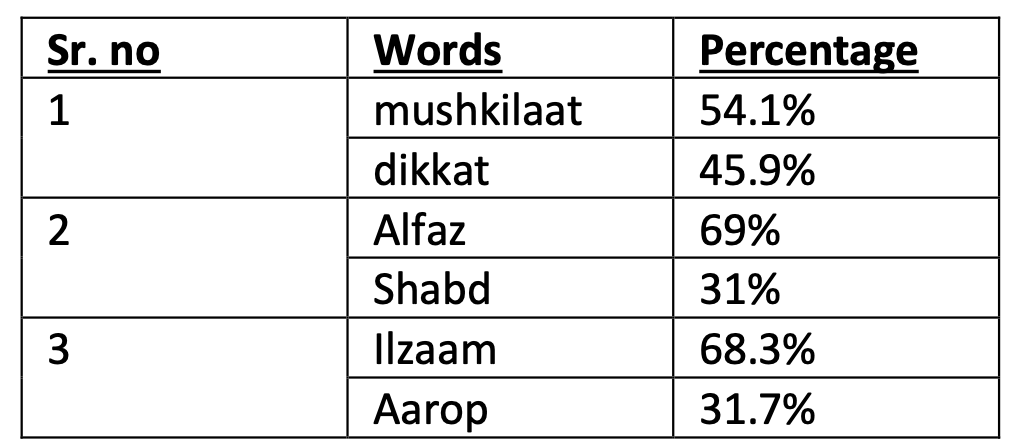 Sr. no Words Percentage
1 mushkilaat 54.1%
dikkat 45.9%
2 Alfaz 69%
Shabd 31%
3 Ilzaam 68.3%
Aarop 31.7%